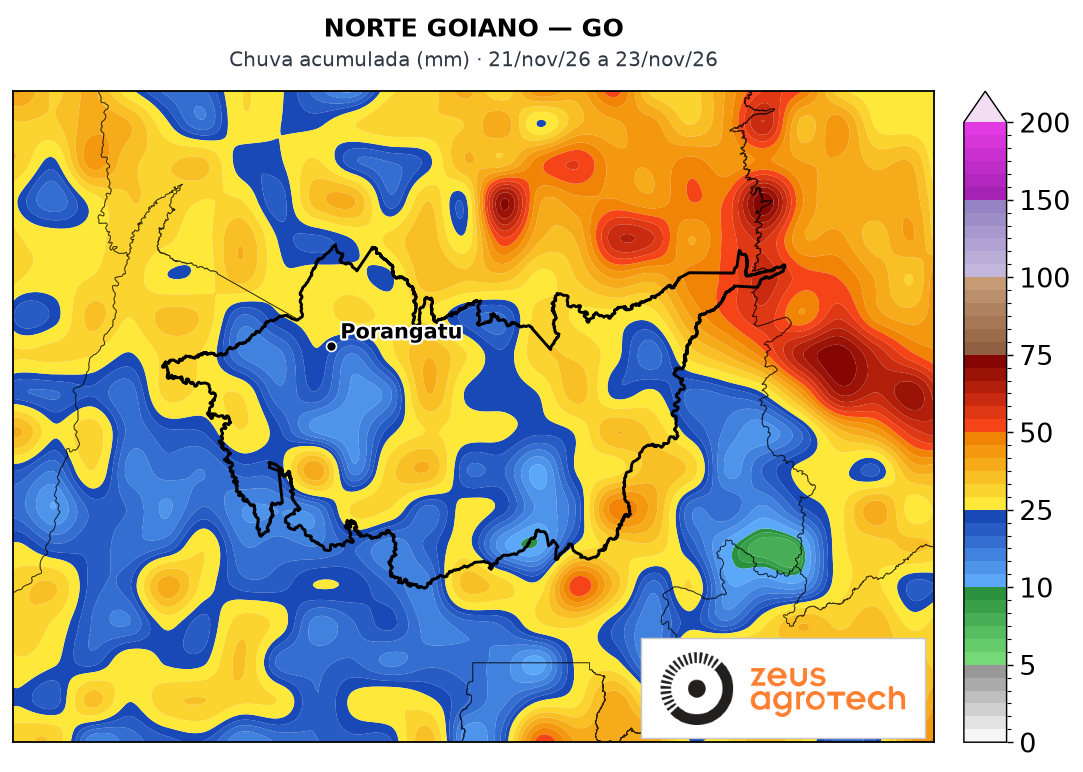 NORTE GOIANO — GO
Chuva acumulada (mm) · 21/nov/26 a 23/nov/26
Porangatu
200
150
100
75
50
25
10
5
0
zeus
agrotech